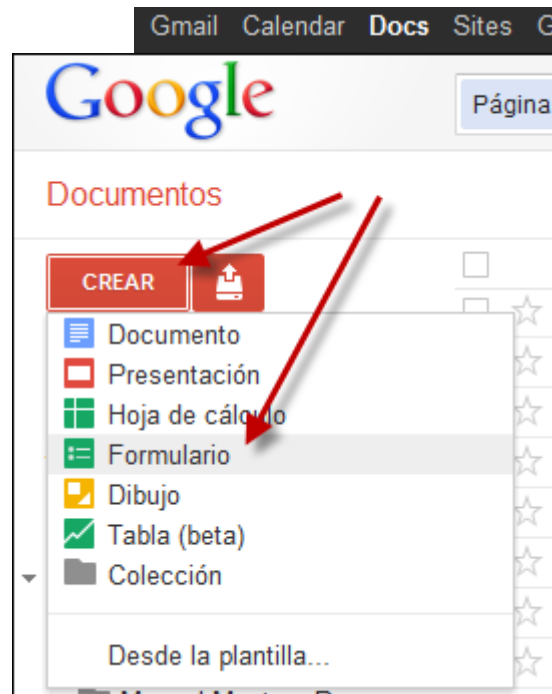 Gmail Calendar Docs Sites G
Google
Página
Documentos
CREAR
Documento
Presentación
Hoja de cálculo
Formulario
Dibujo
Tabla (beta)
Colección
Desde la plantilla...